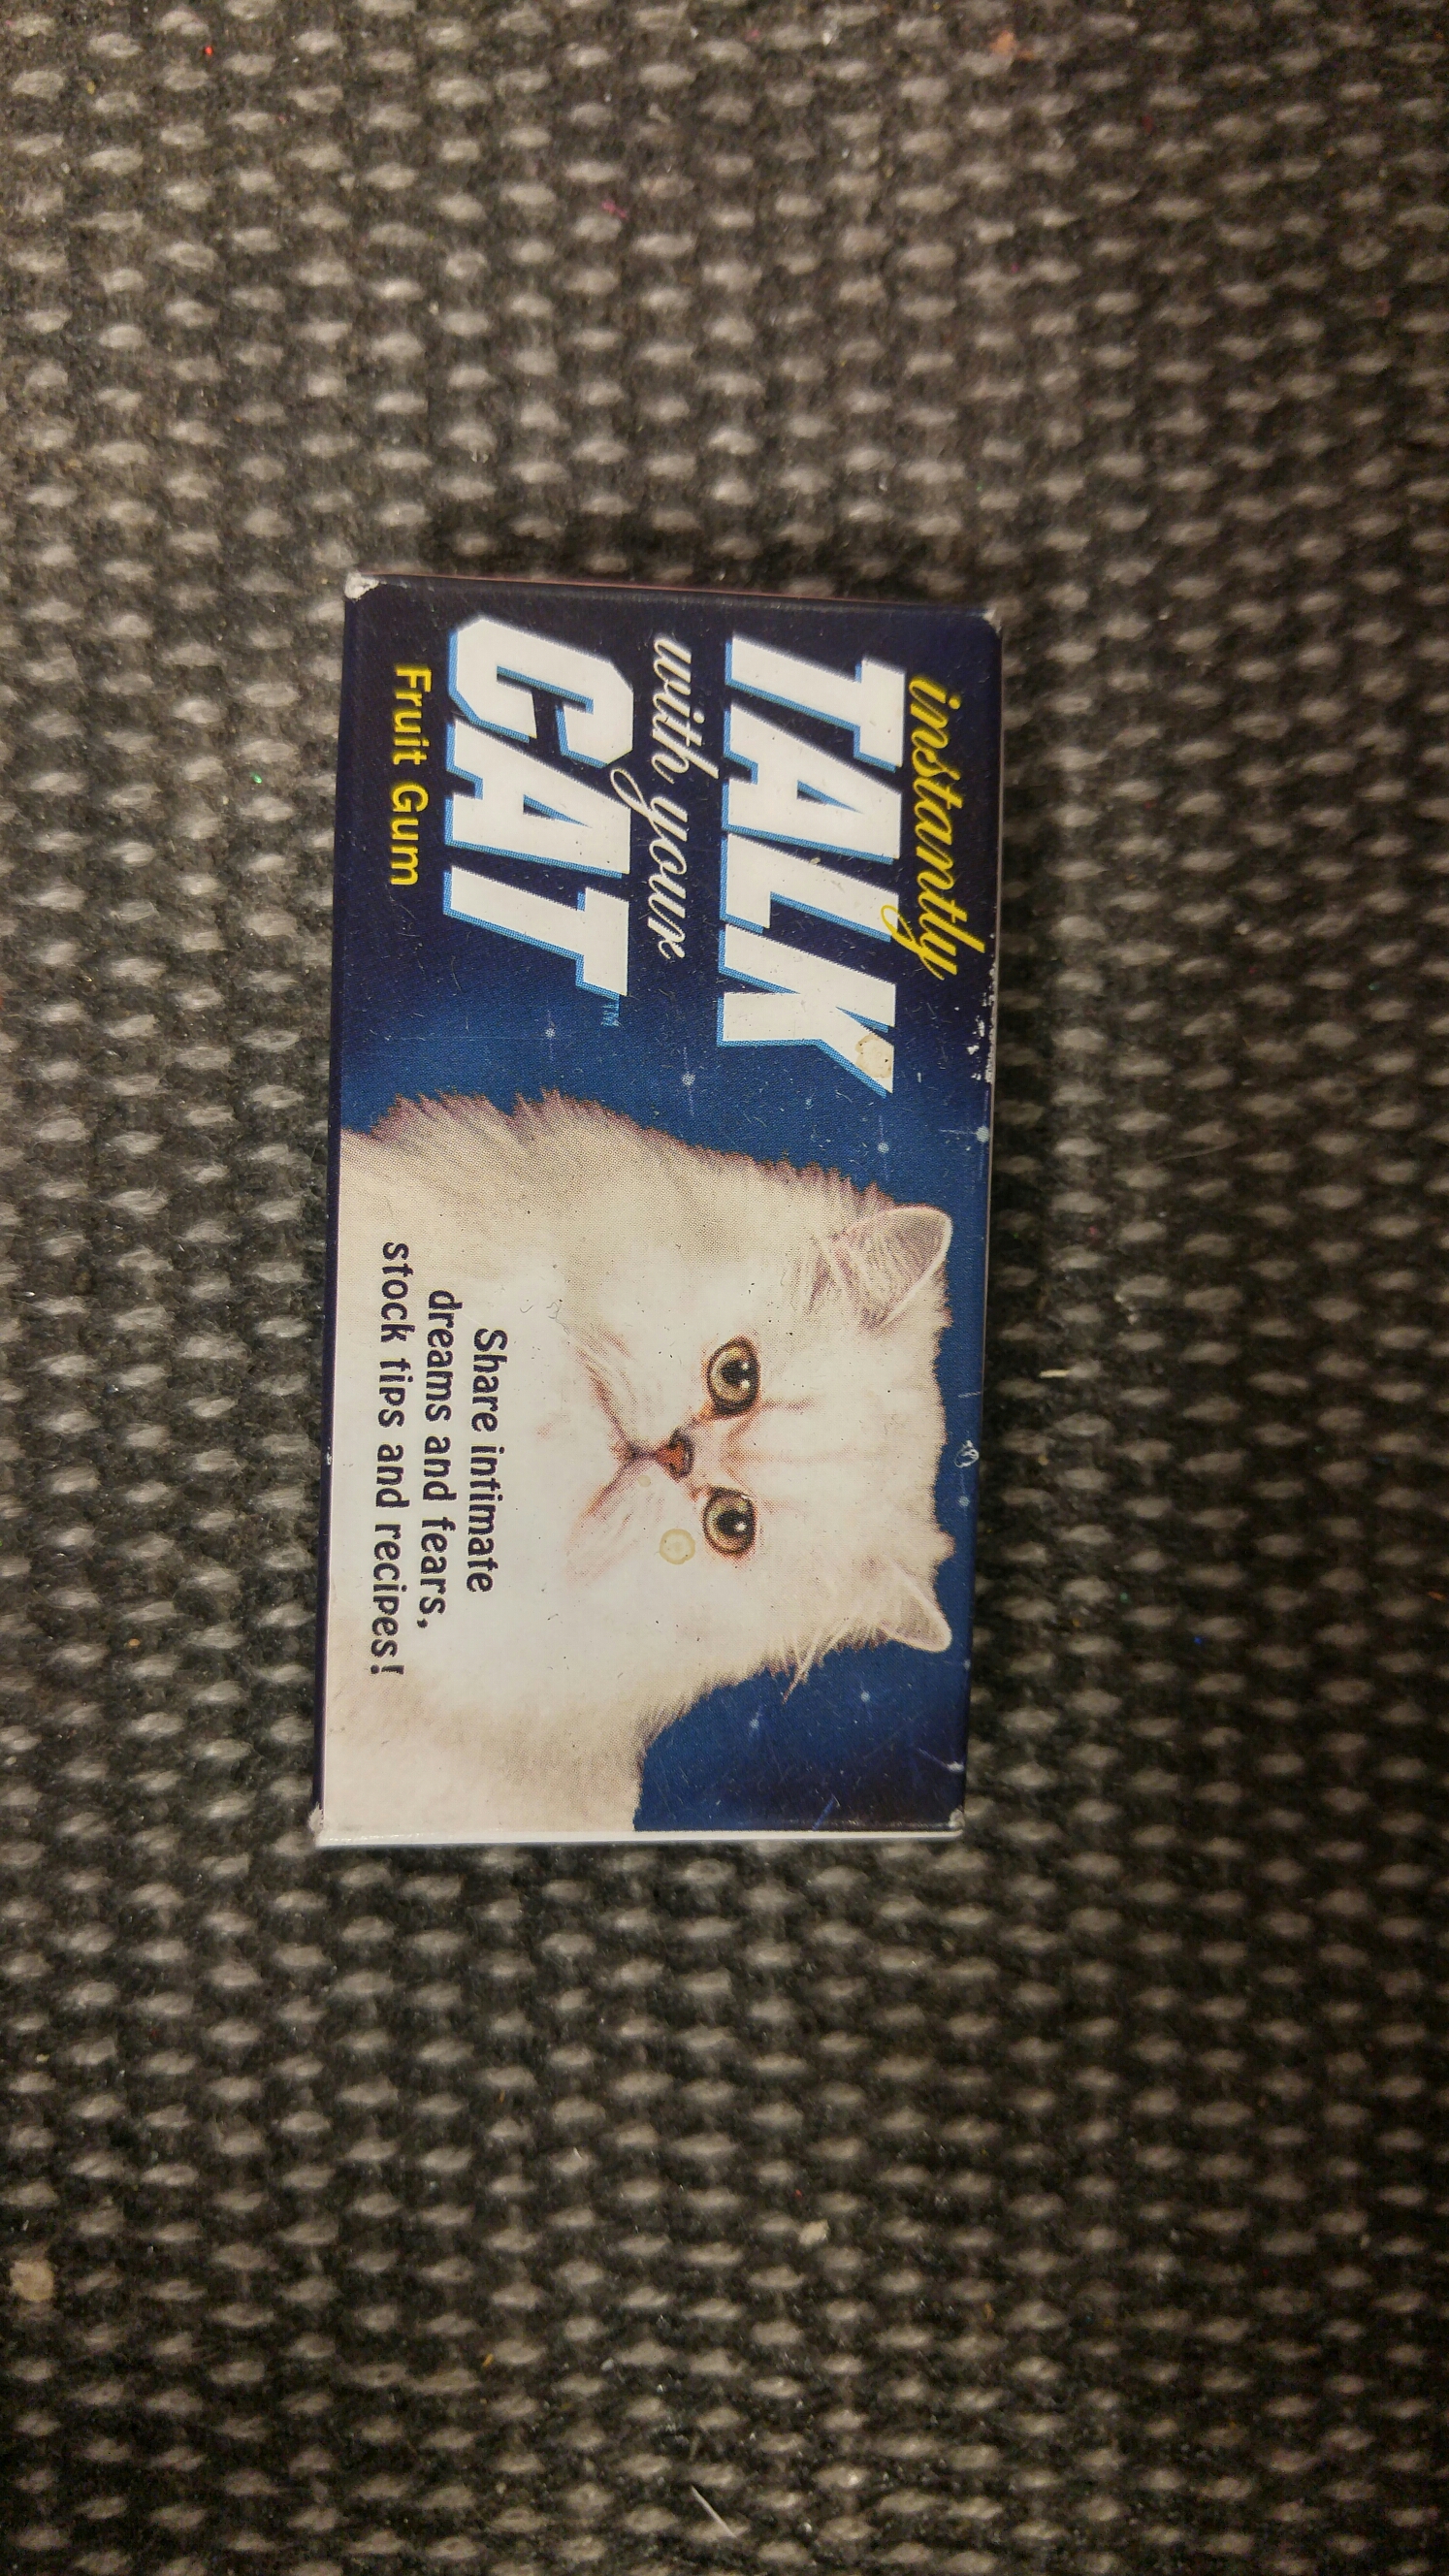 instantly
TALK
with your
CAT™
Fruit Gum
Share intimate
dreams and fears,
stock tips and recipes!